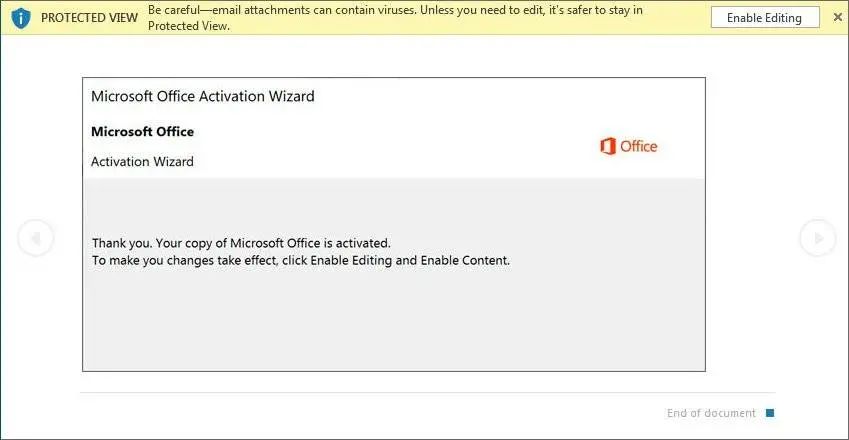 PROTECTED VIEW
Be careful—email attachments can contain viruses. Unless you need to edit, it's safer to stay in
Protected View.
Enable Editing
Microsoft Office Activation Wizard
Microsoft Office
Office
Activation Wizard
Thank you. Your copy of Microsoft Office is activated.
To make you changes take effect, click Enable Editing and Enable Content.
End of document